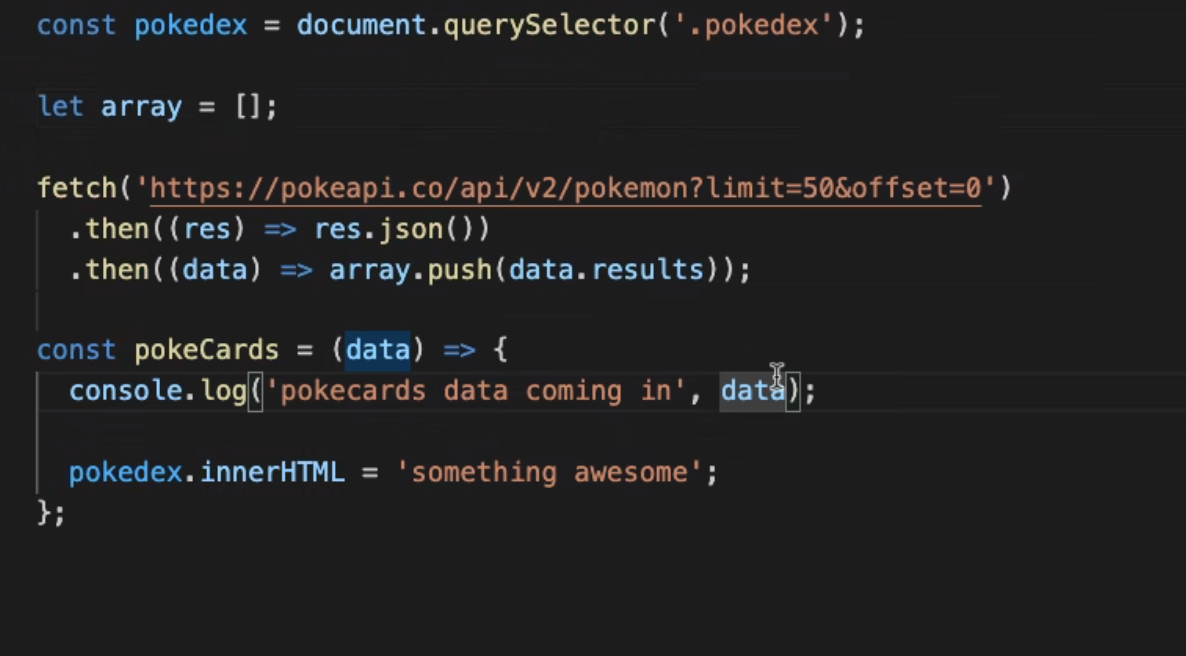 const pokedex = document.querySelector('.pokedex');
let array = [];
fetch('https://pokeapi.co/api/v2/pokemon?limit=50&offset=0')
.then((res) => res.json())
.then((data) => array.push(data.results));
const pokeCards = (data) => {
console.log('pokecards data coming in', data);
pokedex.innerHTML = 'something awesome';
};